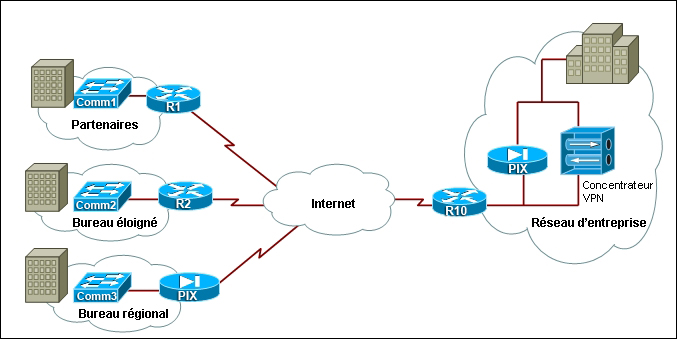 Comm1
R1
Partenaires
Comm2
R2
Bureau éloigné
Comm3
PIX
Bureau régional
Internet
R10
PIX
Concentrateur
VPN
Réseau d'entreprise